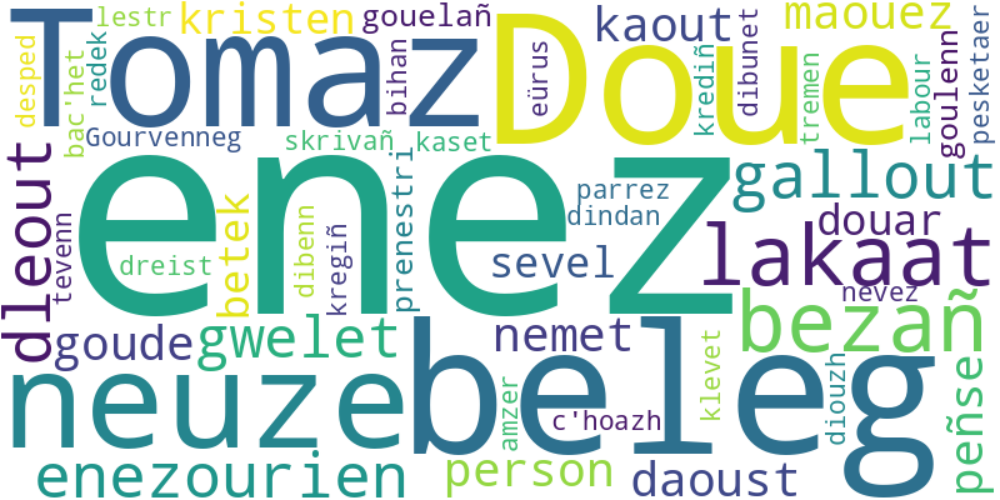 lestr
kristen
gouelañ
kaout
maouez
desped
bac'het
redek
Tomaz
bihan
Doue
eürus
krediñ
dibunet
tremen
labour
goulenn
pesketaer
Gourvenneg
skrivañ
kaset
dleout
tevenn
enez
gallout
parrez
dindan
douar
betek
dreist
dibenn
kregiñ
prenestri
sevel
lakaat
nevez
goude
gwelet
beleg
nemet
bezañ
neuze
amzer
c'hoazh
klevet
diouzh
peñse
enezourien
person
daoust